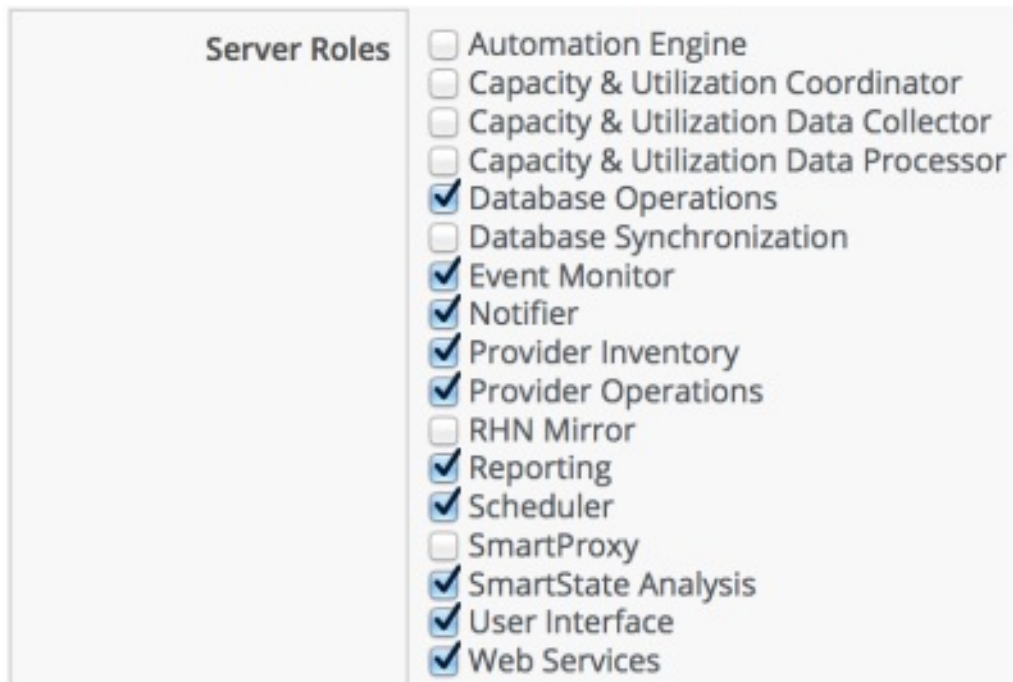 Server Roles
Automation Engine
Capacity & Utilization Coordinator
Capacity & Utilization Data Collector
Capacity & Utilization Data Processor
Database Operations
Database Synchronization
Event Monitor
Notifier
Provider Inventory
Provider Operations
RHN Mirror
Reporting
Scheduler
SmartProxy
SmartState Analysis
User Interface
Web Services